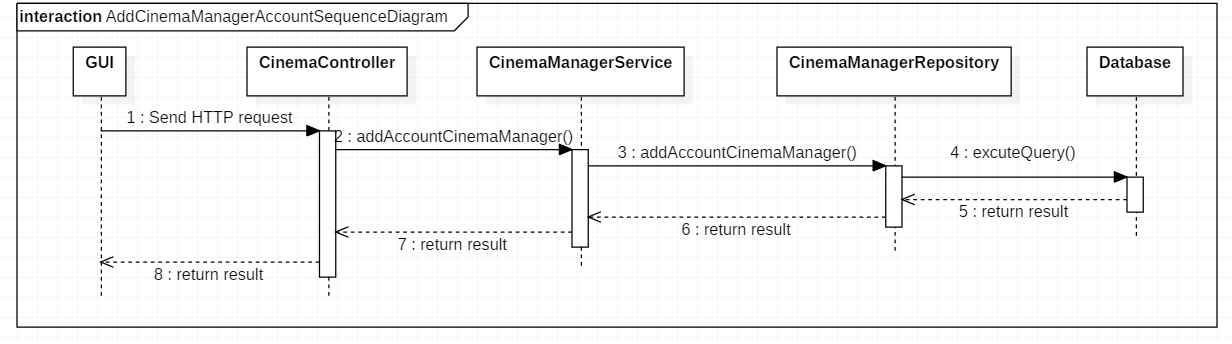 interaction AddCinemaManagerAccountSequenceDiagram
GUI
CinemaController
CinemaManagerService
CinemaManagerRepository
Database
1 : Send HTTP request
2 : addAccountCinemaManager()
3 : addAccountCinemaManager()
4 : excuteQuery()
5 : return result
6 : return result
7 : return result
8 : return result